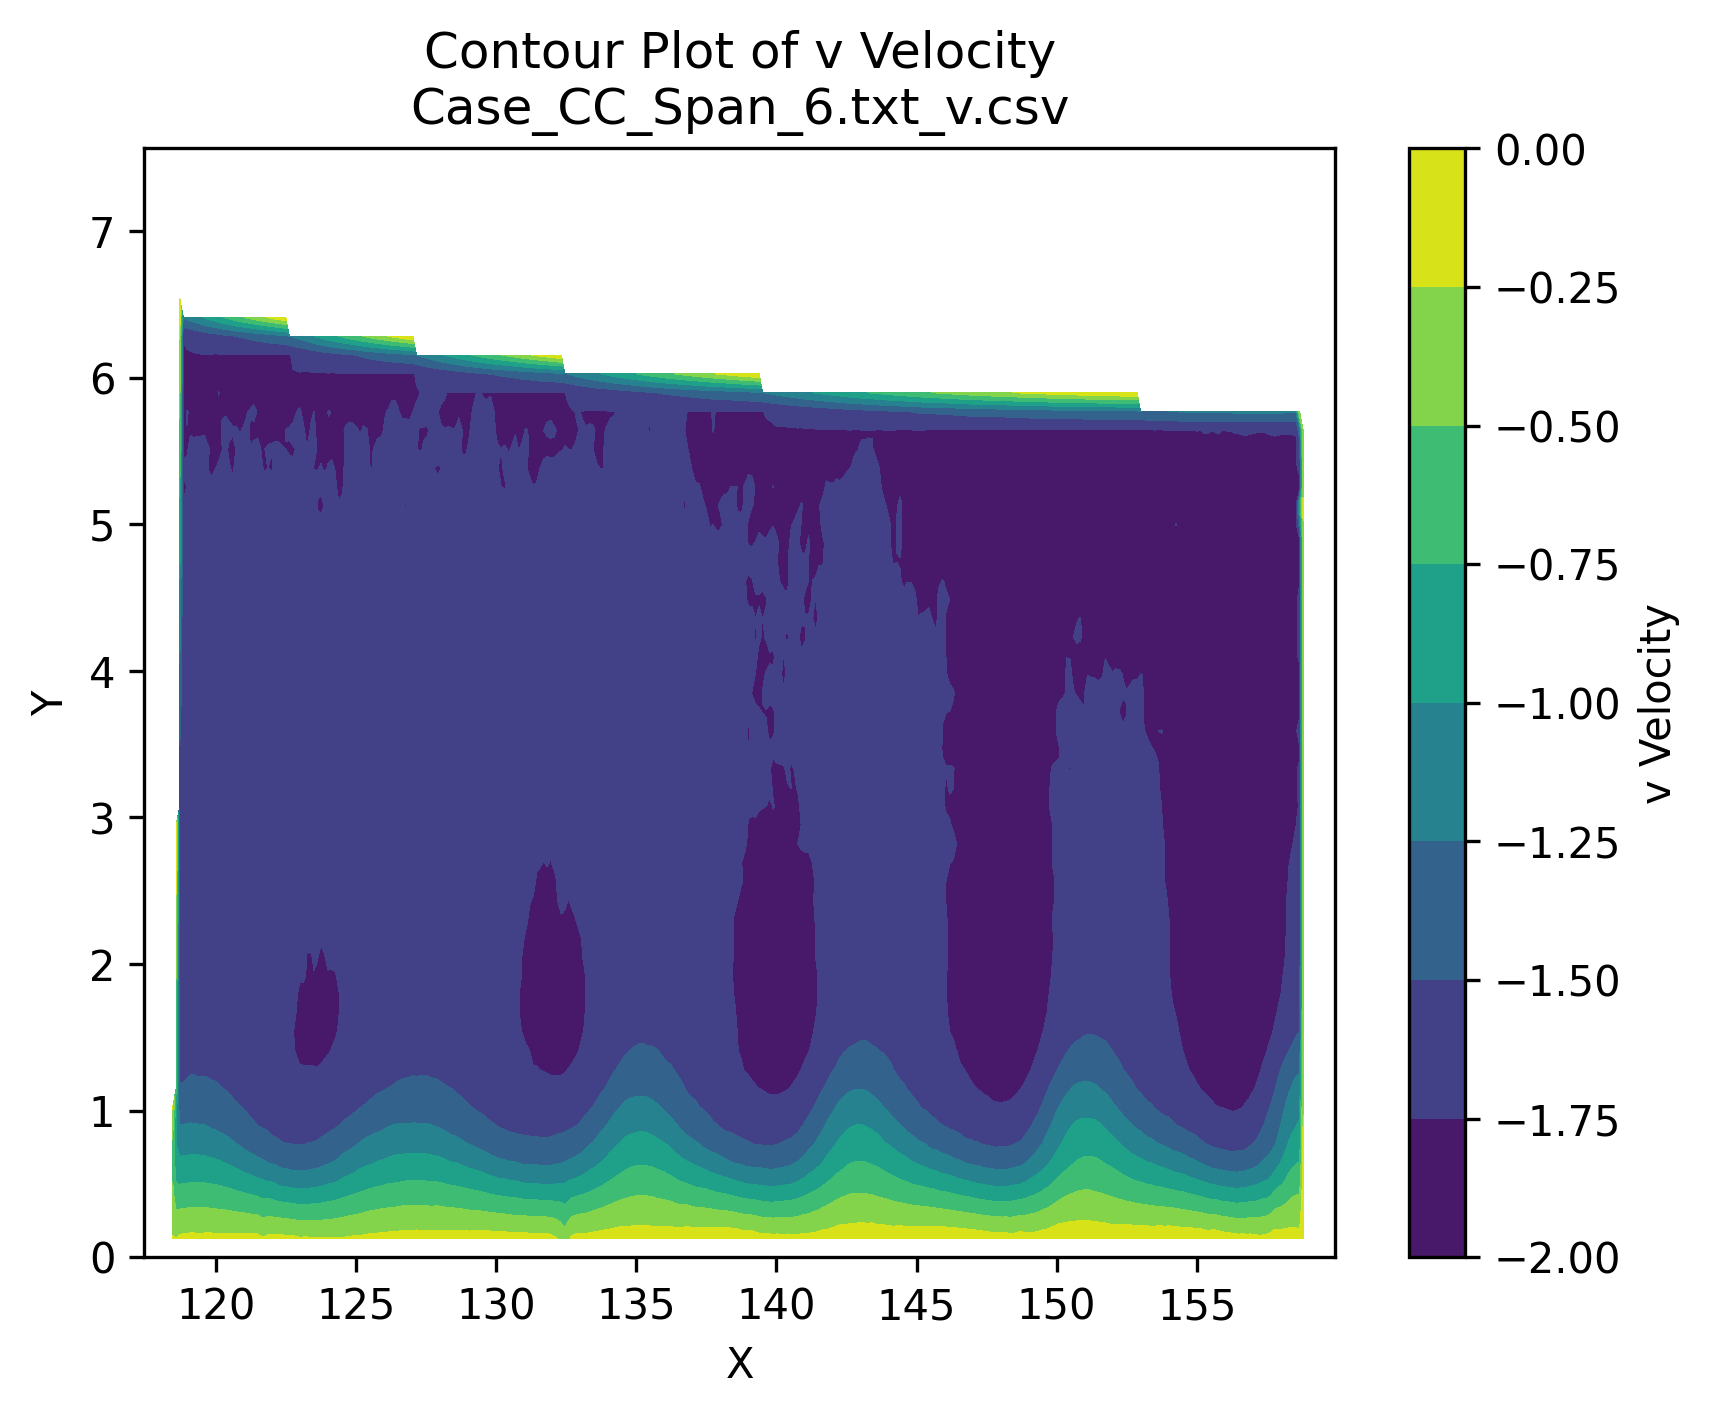 Contour Plot of v Velocity
Case_CC_Span_6.txt_v.csv
7
6
5
4
3
2
1
0
Y
120 125 130 135 140 145 150 155
X
0.00
−0.25
−0.50
−0.75
−1.00
−1.25
−1.50
−1.75
−2.00
v Velocity